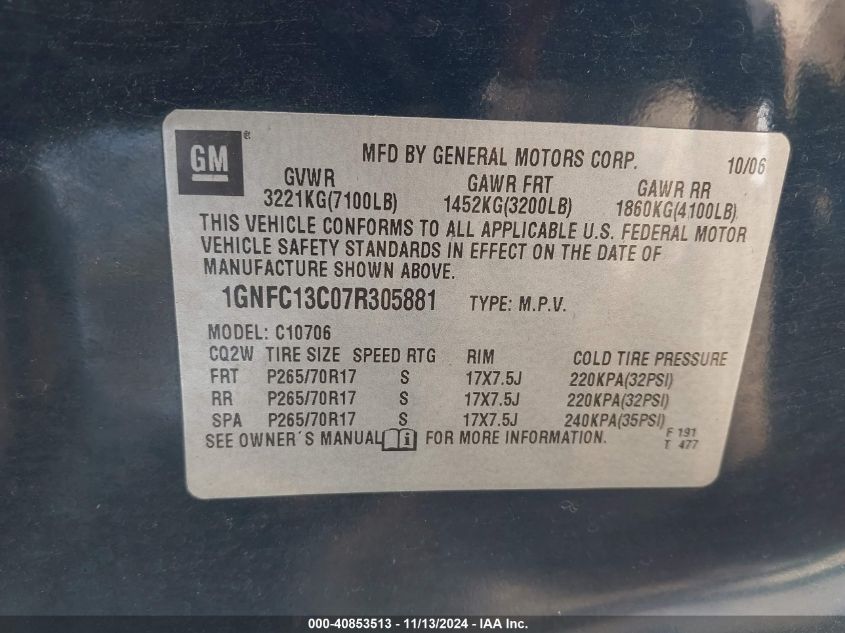 GM ®
MFD BY GENERAL MOTORS CORP. 10/06
GVWR GAWR FRT GAWR RR
3221KG(7100LB) 1452KG(3200LB) 1860KG(4100LB)
THIS VEHICLE CONFORMS TO ALL APPLICABLE U.S. FEDERAL MOTOR
VEHICLE SAFETY STANDARDS IN EFFECT ON THE DATE OF
MANUFACTURE SHOWN ABOVE.
1GNFC13C07R305881 TYPE: M.P.V.
MODEL: C10706
CQ2W TIRE SIZE SPEED RTG RIM COLD TIRE PRESSURE
FRT P265/70R17 S 17X7.5J 220KPA(32PSI)
RR P265/70R17 S 17X7.5J 220KPA(32PSI)
SPA P265/70R17 S 17X7.5J 240KPA(35PSI)
SEE OWNER´S MANUAL i FOR MORE INFORMATION. F 191
T 477
000-40853513 - 11/13/2024 - IAA Inc.